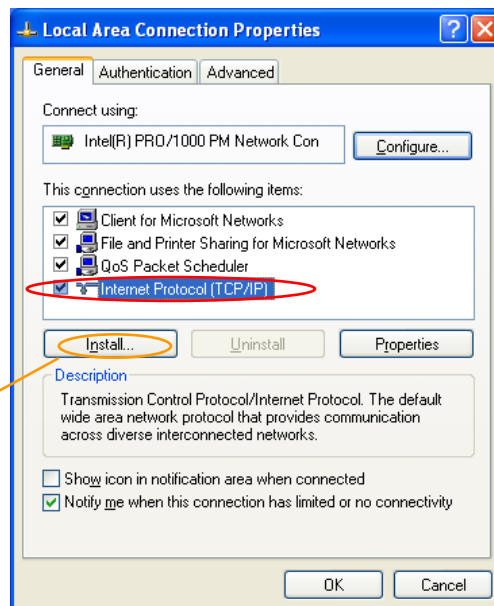 Local Area Connection Properties
General Authentication Advanced
Connect using:
Intel(R) PRO/1000 PM Network Con
Configure...
This connection uses the following items:
Client for Microsoft Networks
File and Printer Sharing for Microsoft Networks
QoS Packet Scheduler
Internet Protocol (TCP/IP)
Install... Uninstall Properties
Description
Transmission Control Protocol/Internet Protocol. The default
wide area network protocol that provides communication
across diverse interconnected networks.
Show icon in notification area when connected
Notify me when this connection has limited or no connectivity
OK Cancel